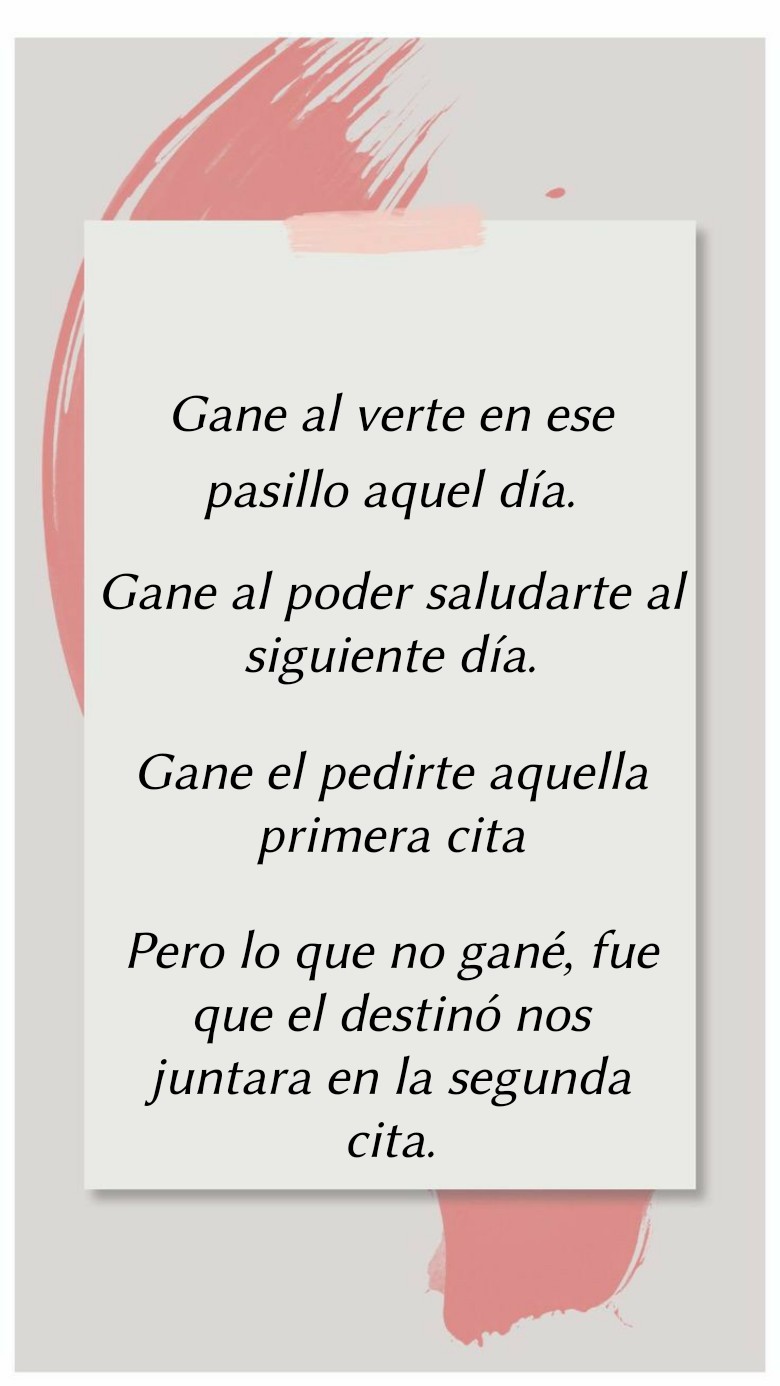 Gane al verte en ese
pasillo aquel día.
Gane al poder saludarte al
siguiente día.
Gane el pedirte aquella
primera cita
Pero lo que no gané, fue
que el destinó nos
juntara en la segunda
cita.